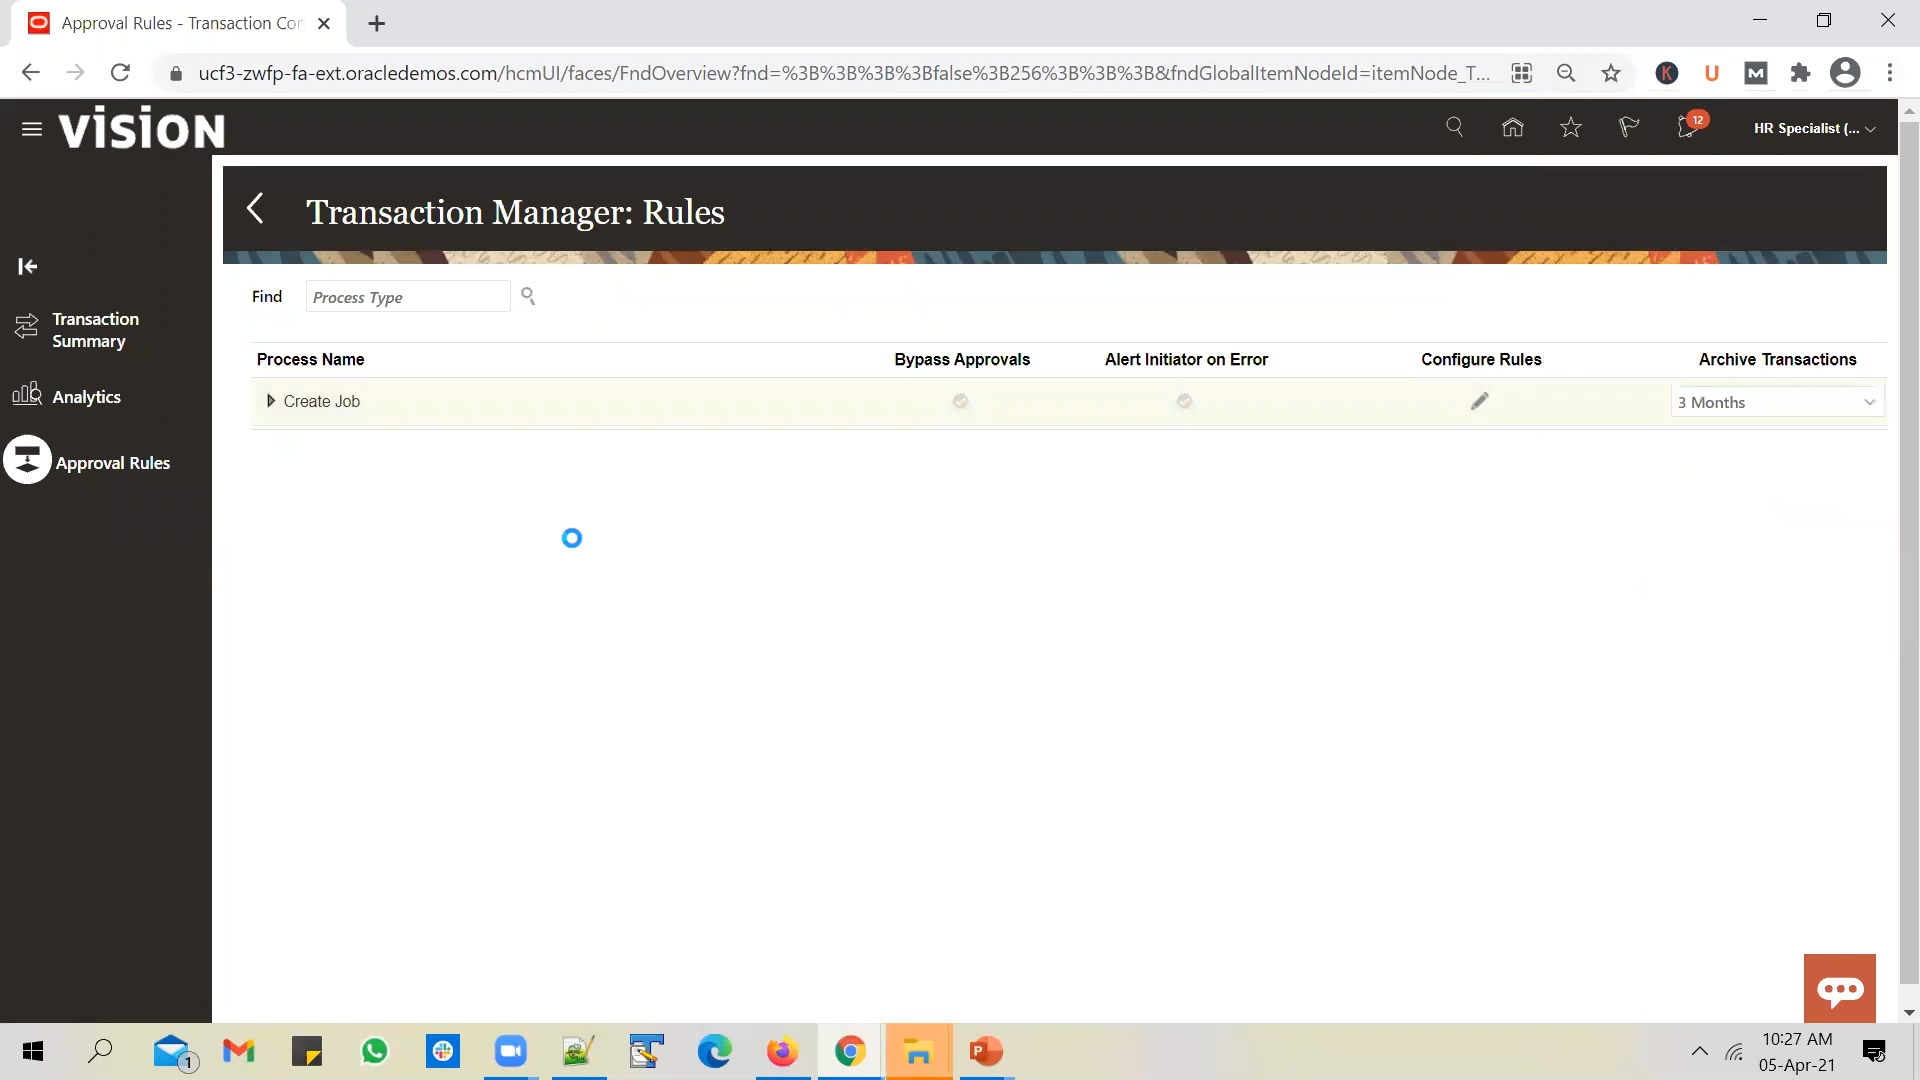 Approval Rules - Transaction Cor
ucf3-zwfp-fa-ext.oracledemos.com/hcmUI/faces/FndOverview?fnd=%3B%3B%3B%3Bfalse%3B256%3B%3B%3B&fndGlobalItemNodeId=itemNode_T...
K
U
M
VISION
12
HR Specialist (...
Transaction Manager: Rules
Transaction
Summary
Analytics
Approval Rules
Find
Process Type
Process Name
Bypass Approvals
Alert Initiator on Error
Configure Rules
Archive Transactions
Create Job
3 Months
1
P
10:27 AM
05-Apr-21